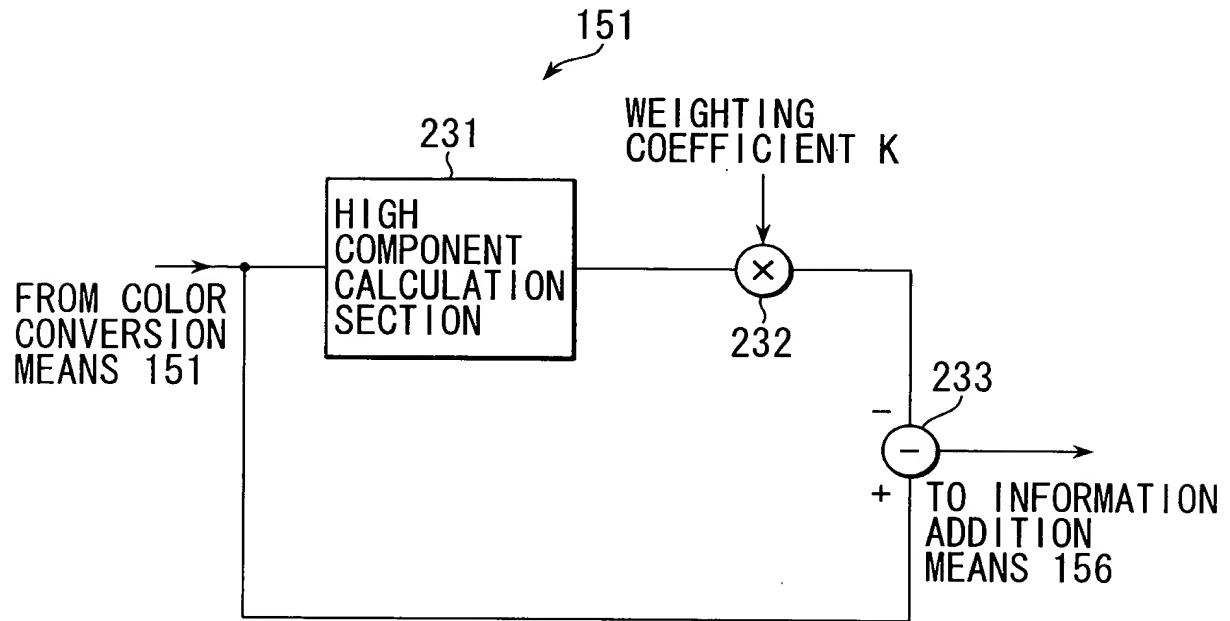 151
WEIGHTING
COEFFICIENT K
231
HIGH
COMPONENT
CALCULATION
SECTION
×
FROM COLOR
CONVERSION
MEANS 151
232
233
−
−
+
TO INFORMATION
ADDITION
MEANS 156